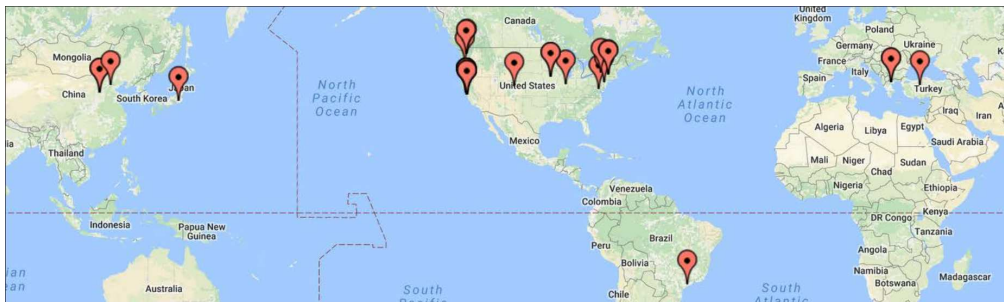 United
Kingdom
Canada
Poland
Germany
Ukraine
France
Mongolia
Italy
Spain
Turkey
North
Pacific
Ocean
United States
North
Atlantic
Ocean
China
South Korea
Japan
Iraq
Iran
Algeria
Libya
Egypt
Saudi Arabia
Mexico
Thailand
Mali
Niger
Sudan
Chad
Venezuela
Nigeria
Ethiopia
Colombia
DR Congo
Kenya
Indonesia
Papua New
Guinea
Tanzania
Brazil
Peru
Angola
Bolivia
Namibia
Botswana
Madagascar
Australia
Chile
South
South